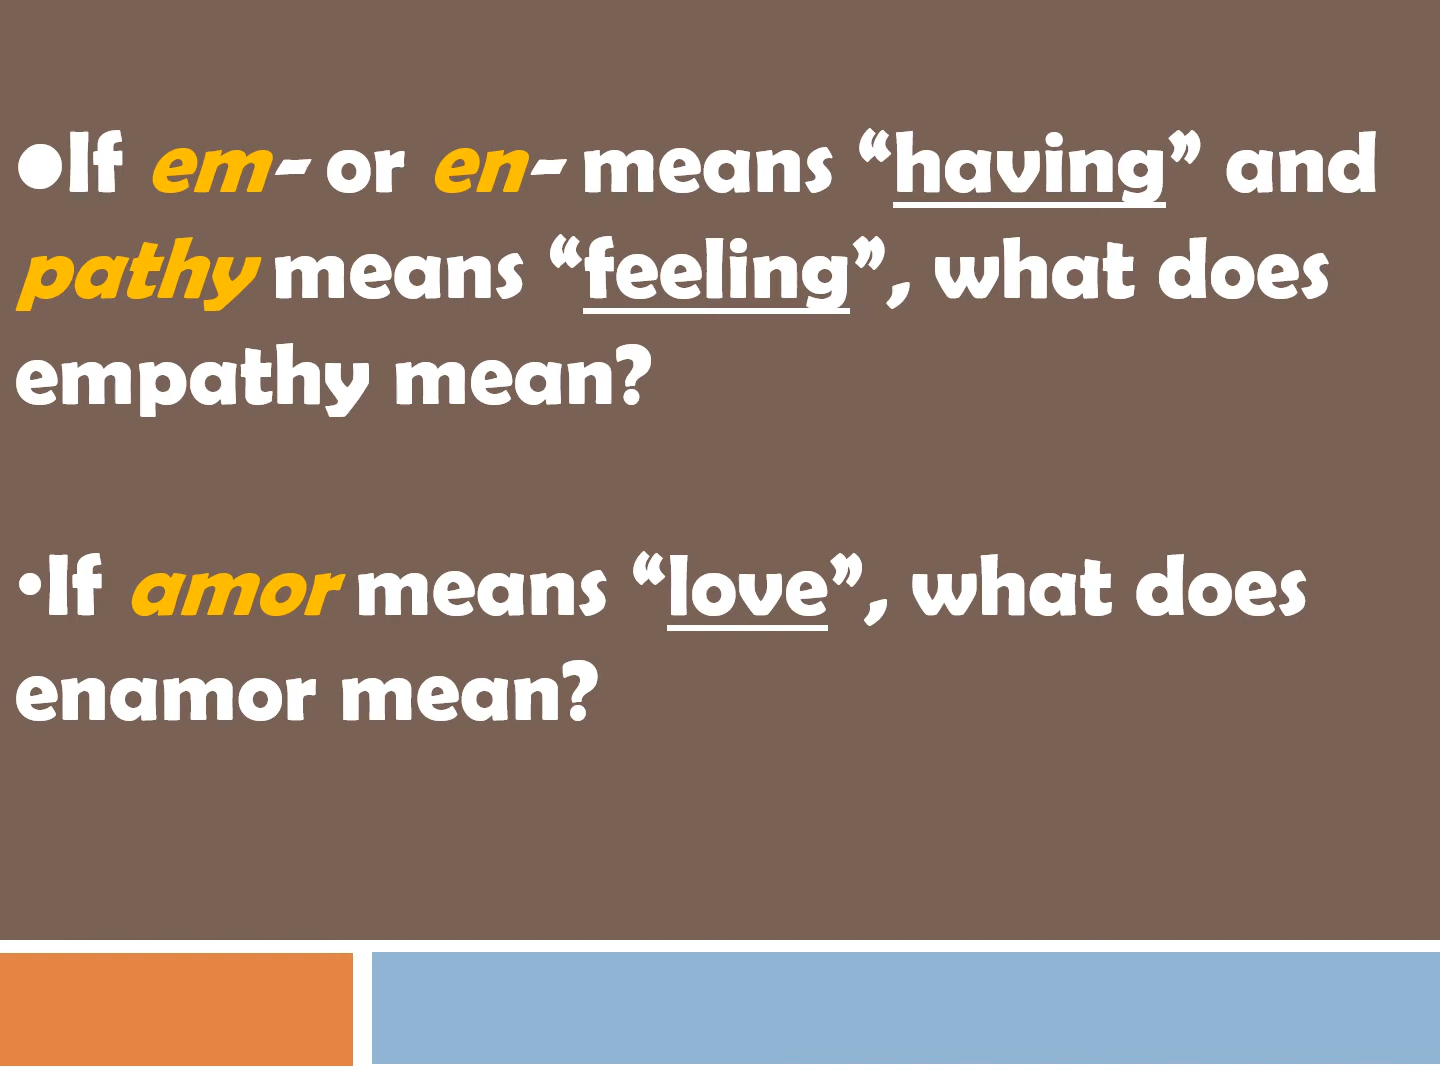 •If em- or en- means “having” and
pathy means “feeling”, what does
empathy mean?
•If amor means “love”, what does
enamor mean?